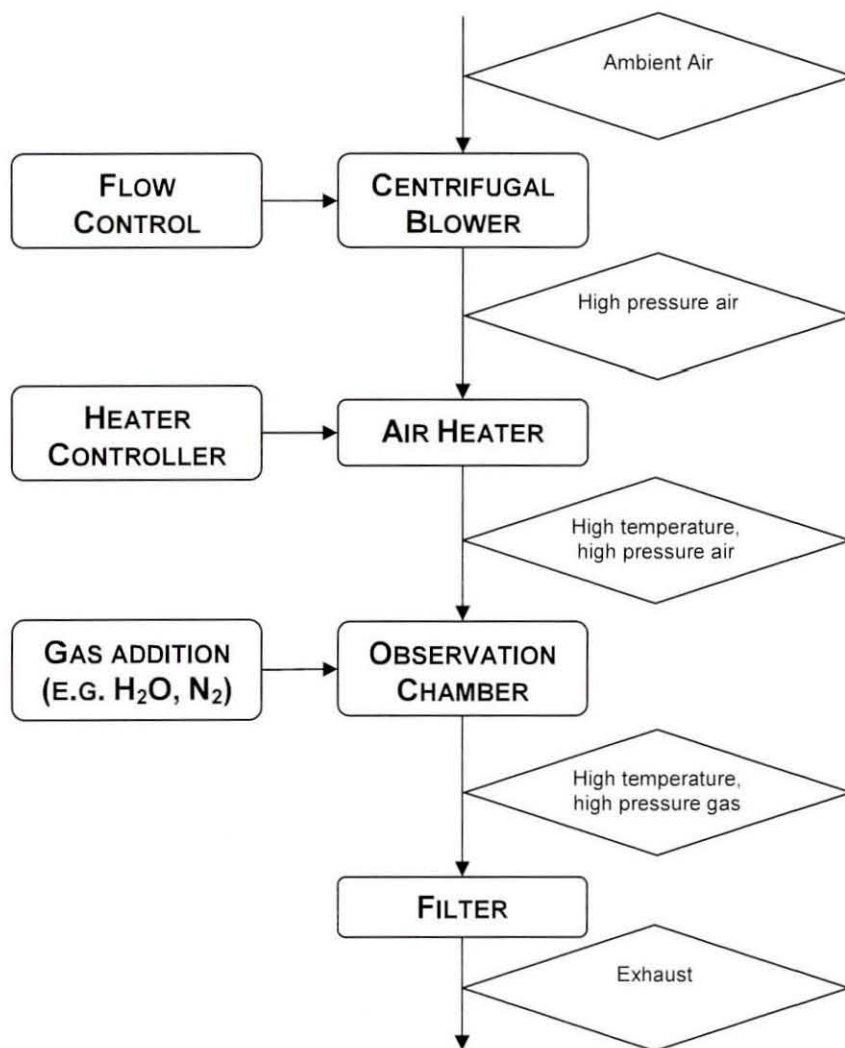 Ambient Air
FLOW
CONTROL
CENTRIFUGAL
BLOWER
High pressure air
HEATER
CONTROLLER
AIR HEATER
High temperature,
high pressure air
GAS ADDITION
(E.G. H₂O, N₂)
OBSERVATION
CHAMBER
High temperature,
high pressure gas
FILTER
Exhaust